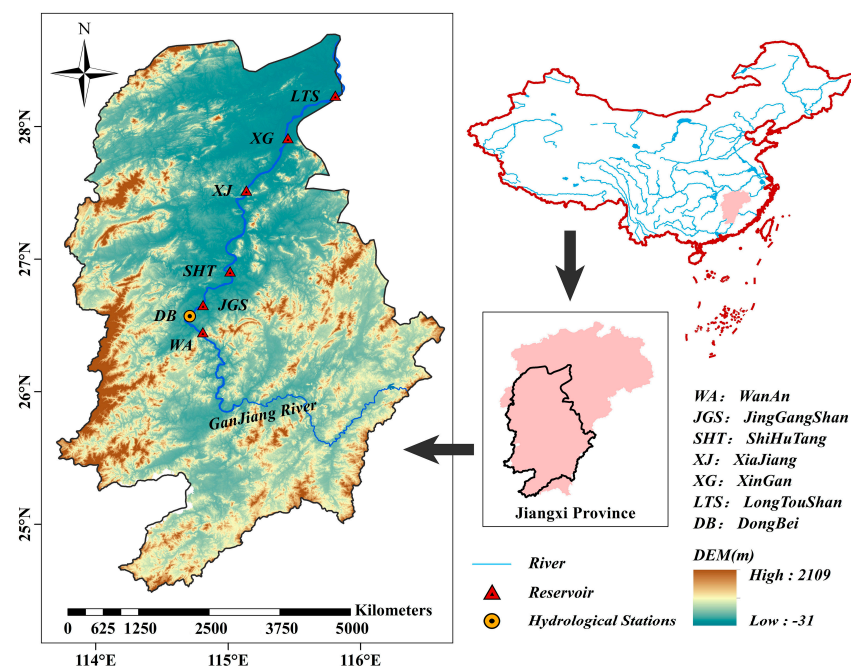 N
28°N
27°N
26°N
25°N
LTS
XG
XJ
SHT
JGS
DB
WA
GanJiang River
Kilometers
0 625 1250 2500 3750 5000
114°E 115°E 116°E
Jiangxi Province
WA： WanAn
JGS： JingGangShan
SHT： ShiHuTang
XJ： XiaJiang
XG： XinGan
LTS： LongTouShan
DB： DongBei
River
Reservoir
Hydrological Stations
DEM(m)
High : 2109
Low : -31